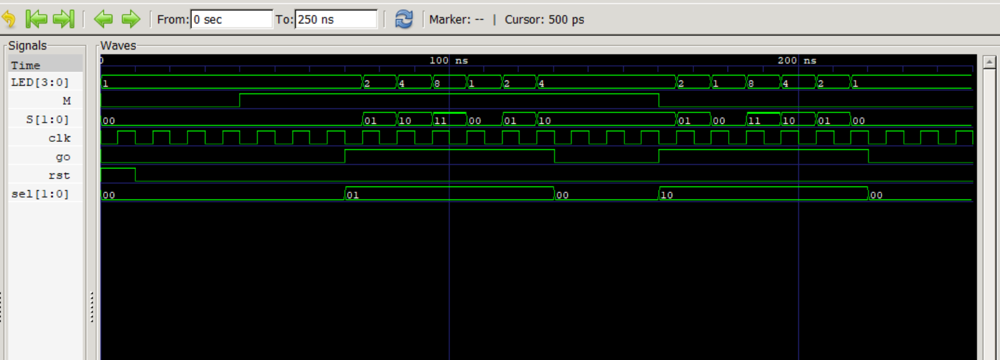 From: 0 sec To: 250 ns Marker: -- | Cursor: 500 ps
Signals Waves
Time 0 100 ns 200 ns
LED[3:0] 1 2 4 8 1 2 4 2 1 8 4 2 1
M
S[1:0] 00 01 10 11 00 01 10 01 00 11 10 01 00
clk
go
rst
sel[1:0] 00 01 00 10 00